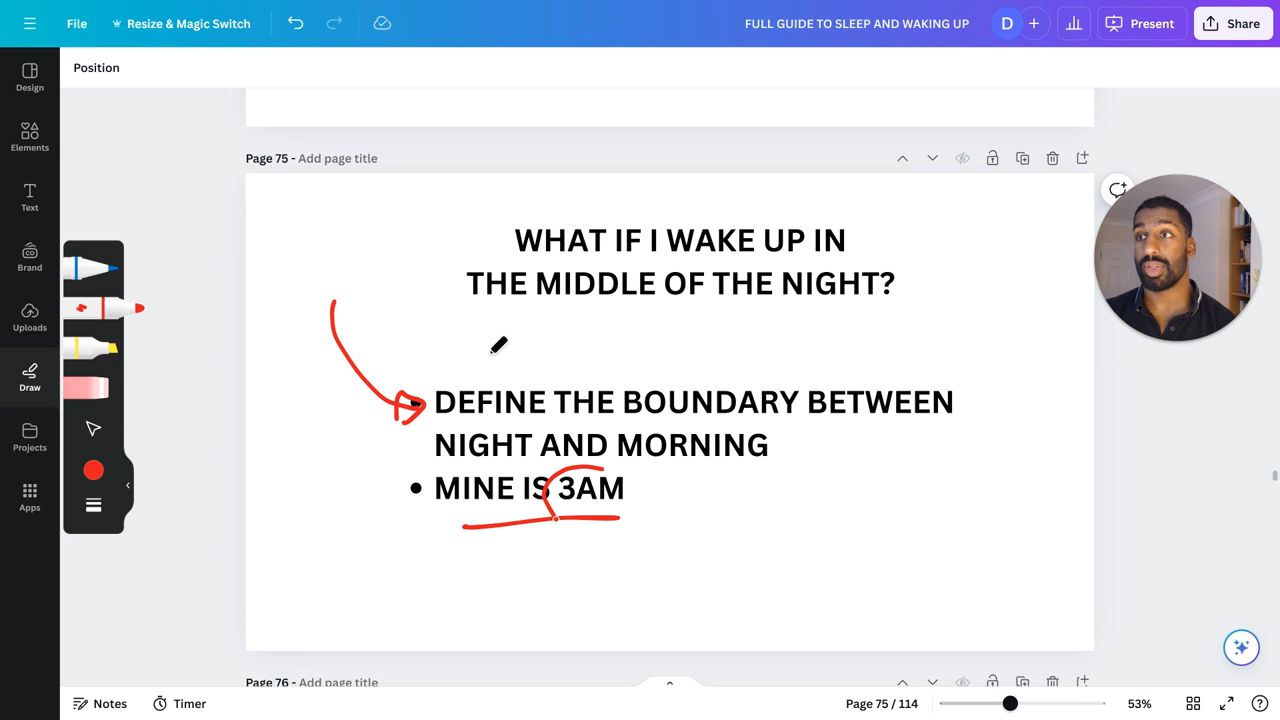 File
Resize & Magic Switch
FULL GUIDE TO SLEEP AND WAKING UP
D
Present
Share
Position
Design
Elements
Text
Brand
Uploads
Draw
Projects
Apps
Page 75 - Add page title
WHAT IF I WAKE UP IN
THE MIDDLE OF THE NIGHT?
• DEFINE THE BOUNDARY BETWEEN
NIGHT AND MORNING
• MINE IS 3AM
Page 76 - Add page title
Notes
Timer
Page 75 / 114
53%